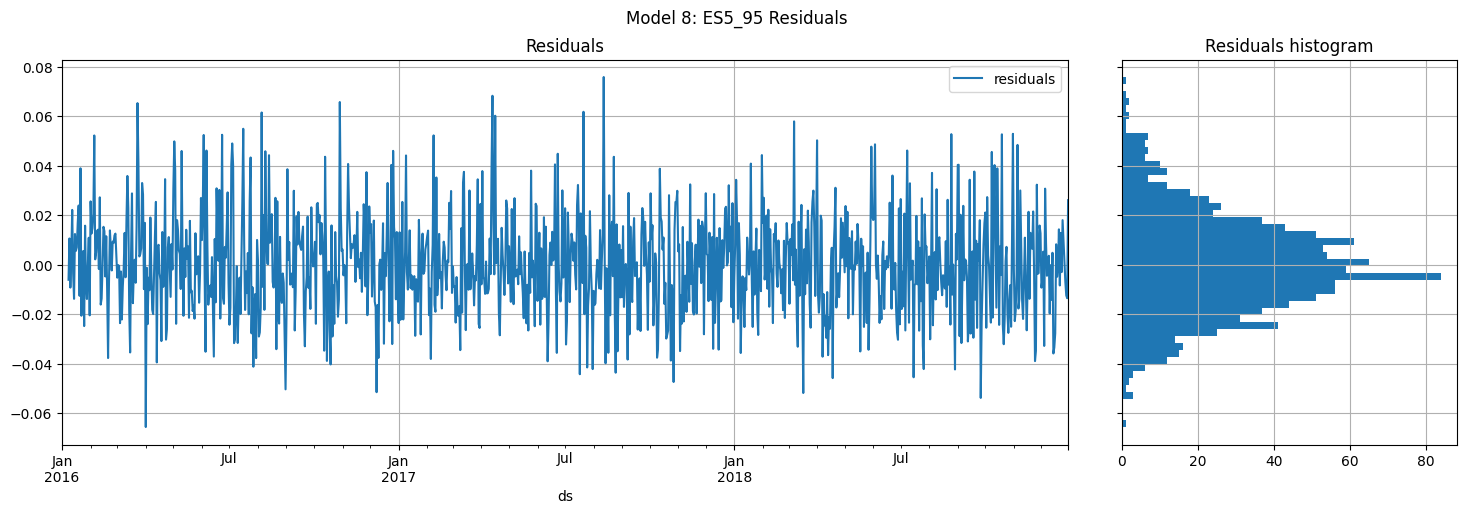 Model 8: ES5_95 Residuals
Residuals
residuals
0.08
0.06
0.04
0.02
0.00
−0.02
−0.04
−0.06
Jan
2016
Jul
Jan
2017
Jul
Jan
2018
Jul
ds
Residuals histogram
0
20
40
60
80